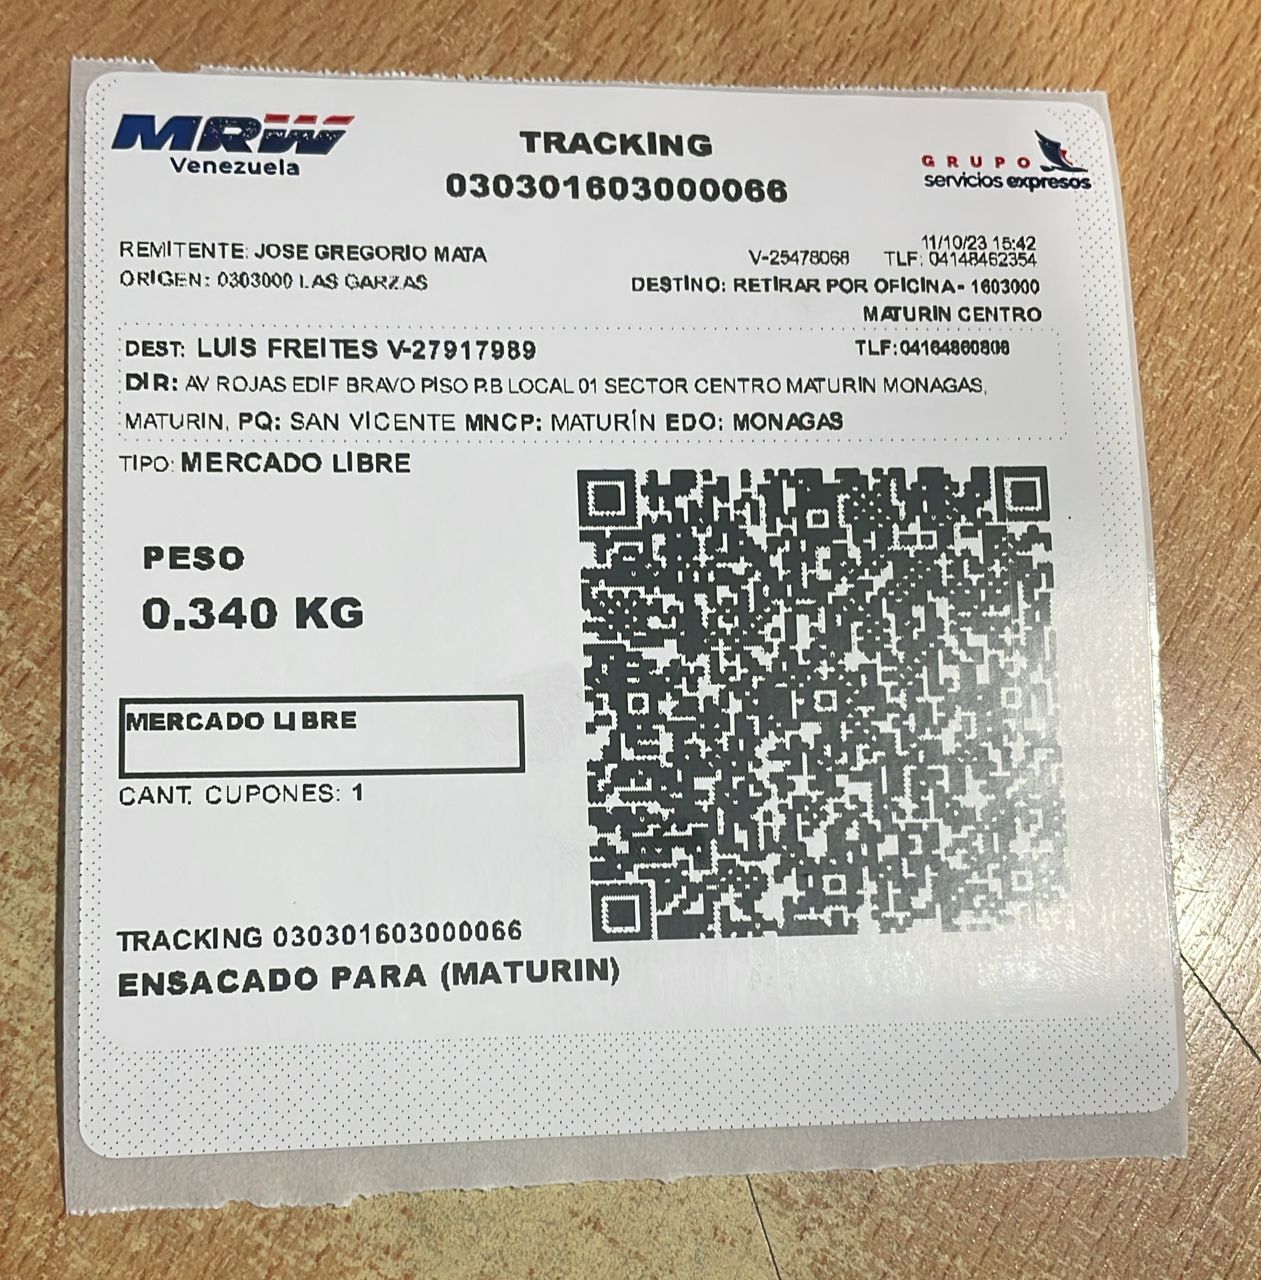 MRW
Venezuela
TRACKING
030301603000066
GRUPO
servicios expresos
REMITENTE: JOSE GREGORIO MATA
V-25478068 TLF: 04148462354
11/10/23 15:42
ORIGEN: 0303000 LAS GARZAS
DESTINO: RETIRAR POR OFICINA- 1603000
MATURIN CENTRO
DEST: LUIS FREITES V-27917989
TLF:04164860808
DIR: AV ROJAS EDIF BRAVO PISO P.B LOCAL 01 SECTOR CENTRO MATURIN MONAGAS,
MATURIN, PQ: SAN VICENTE MNCP: MATURÍN EDO: MONAGAS
TIPO: MERCADO LIBRE
PESO
0.340 KG
MERCADO LIBRE
CANT. CUPONES: 1
TRACKING 030301603000066
ENSACADO PARA (MATURIN)